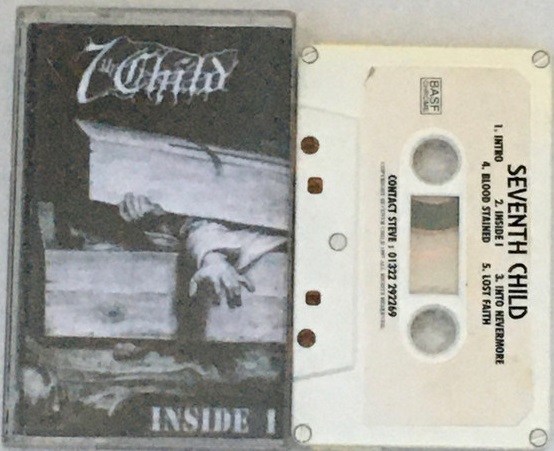 7th Child
INSIDE I
BASF
CHROME
SEVENTH CHILD
1. INTRO 2. INSIDE I 3. INTO NEVERMORE
4. BLOOD STAINED 5. LOST FAITH
CONTACT STEVE : 01322 292269